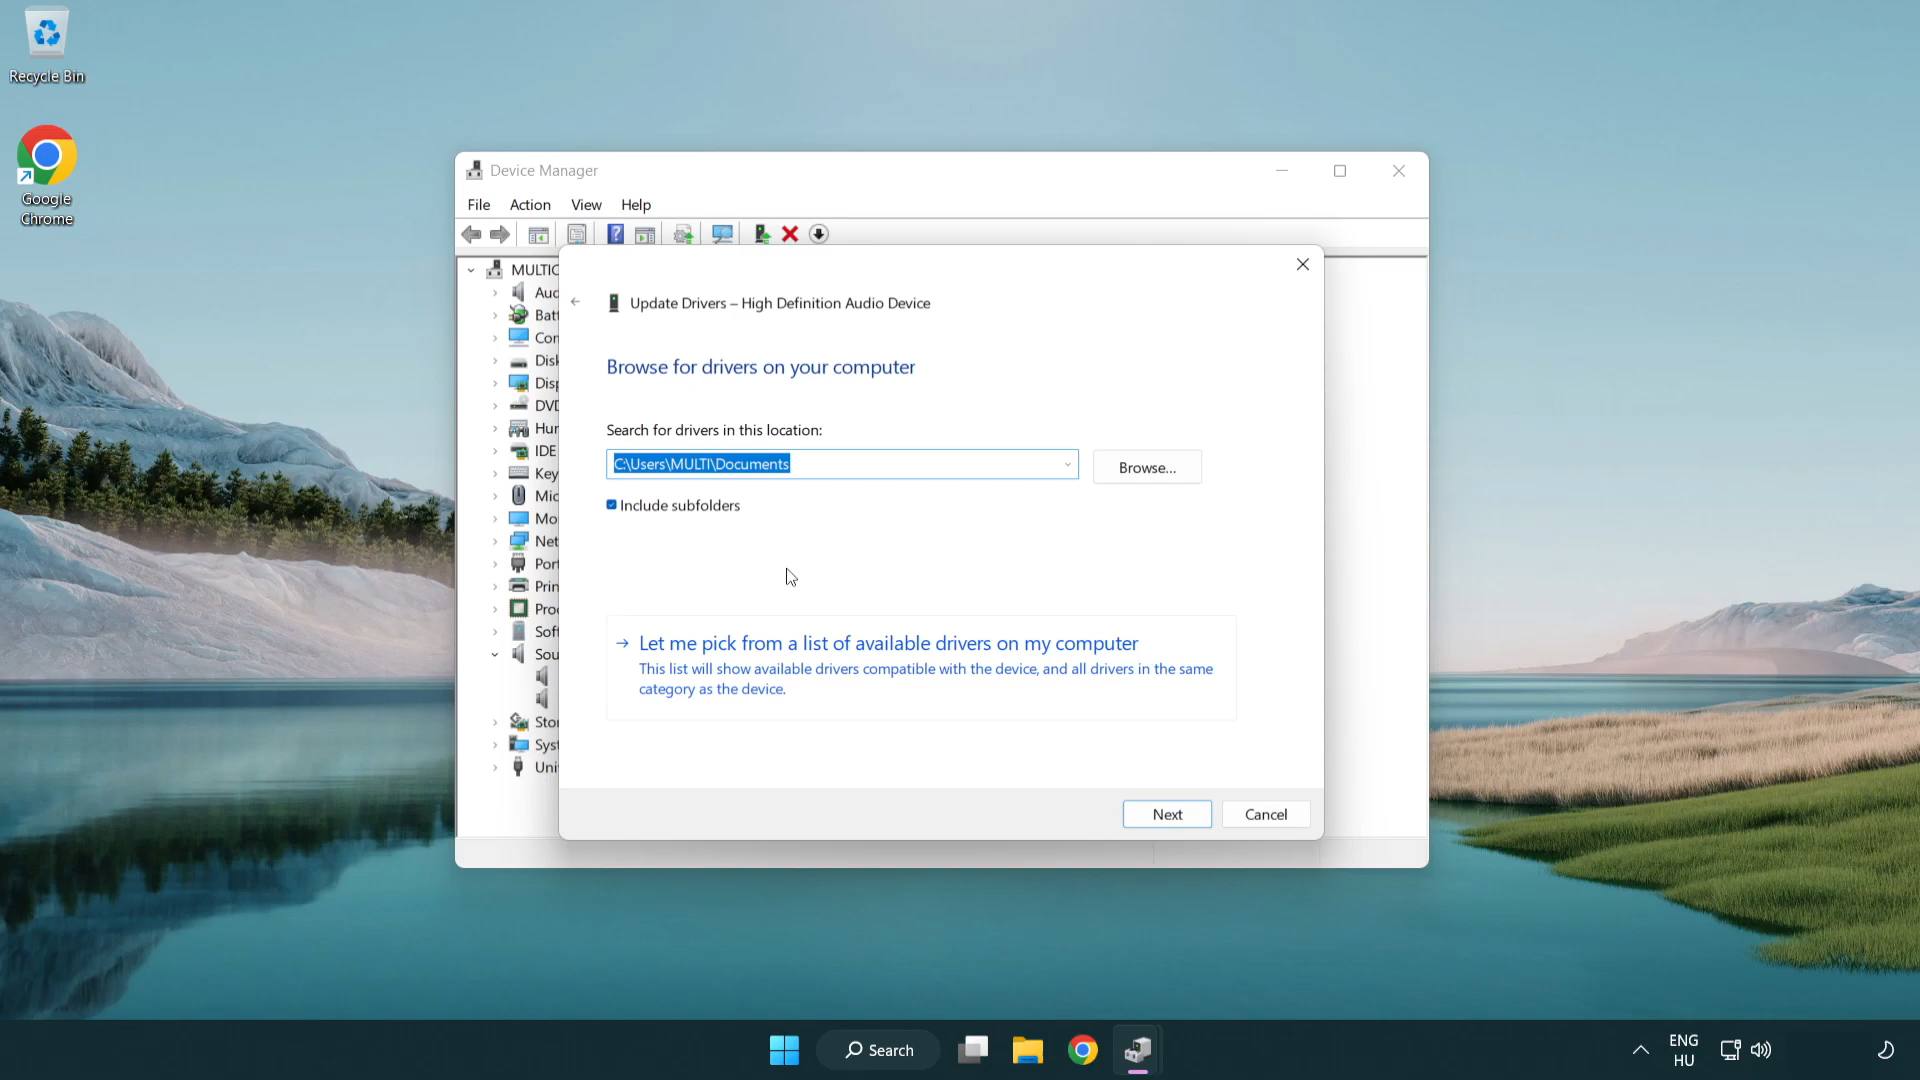 Recycle Bin
Google
Chrome
Device Manager
File Action View Help
MULTIC
Aud
Batt
Con
Disk
Disp
DVD
Hun
IDE
Key
Mic
Mo
Net
Port
Prin
Proc
Soft
Sou
Stor
Syst
Uni
Update Drivers – High Definition Audio Device
Browse for drivers on your computer
Search for drivers in this location:
C:\Users\MULTI\Documents
Browse...
Include subfolders
Let me pick from a list of available drivers on my computer
This list will show available drivers compatible with the device, and all drivers in the same
category as the device.
Next
Cancel
Search
ENG
HU